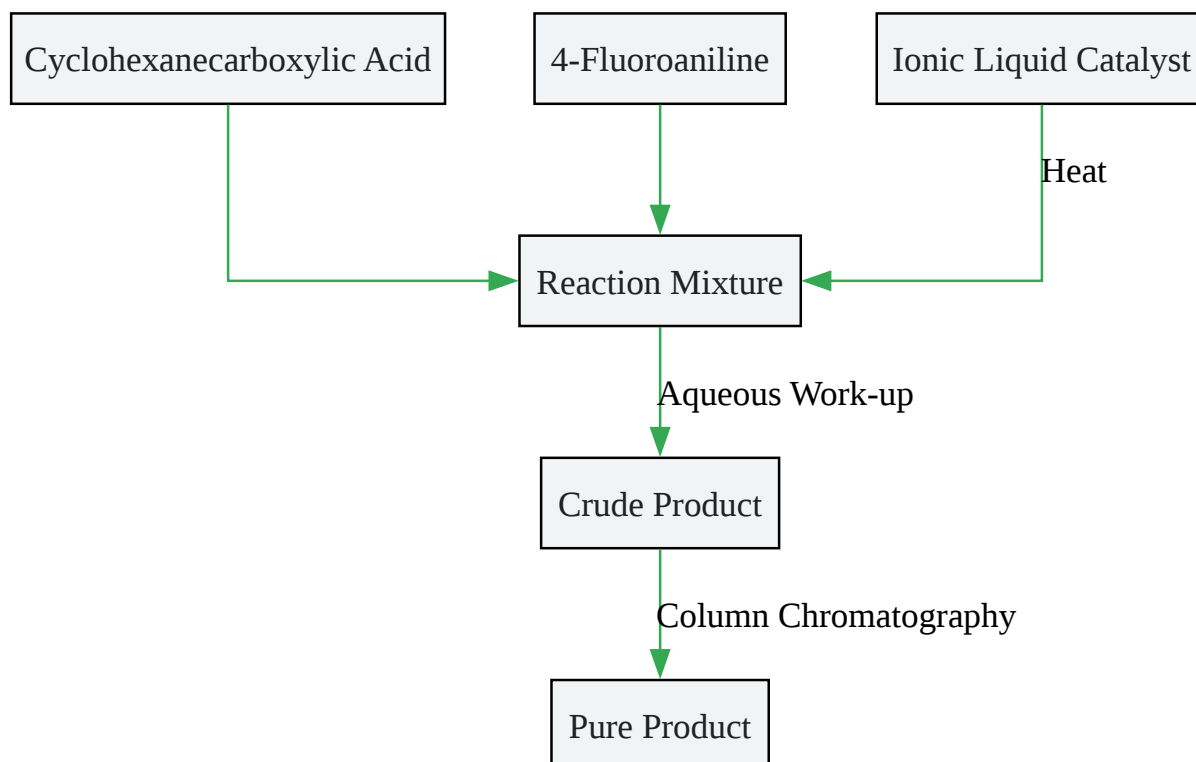 Cyclohexanecarboxylic Acid
4-Fluoroaniline
Ionic Liquid Catalyst
Heat
Reaction Mixture
Aqueous Work-up
Crude Product
Column Chromatography
Pure Product